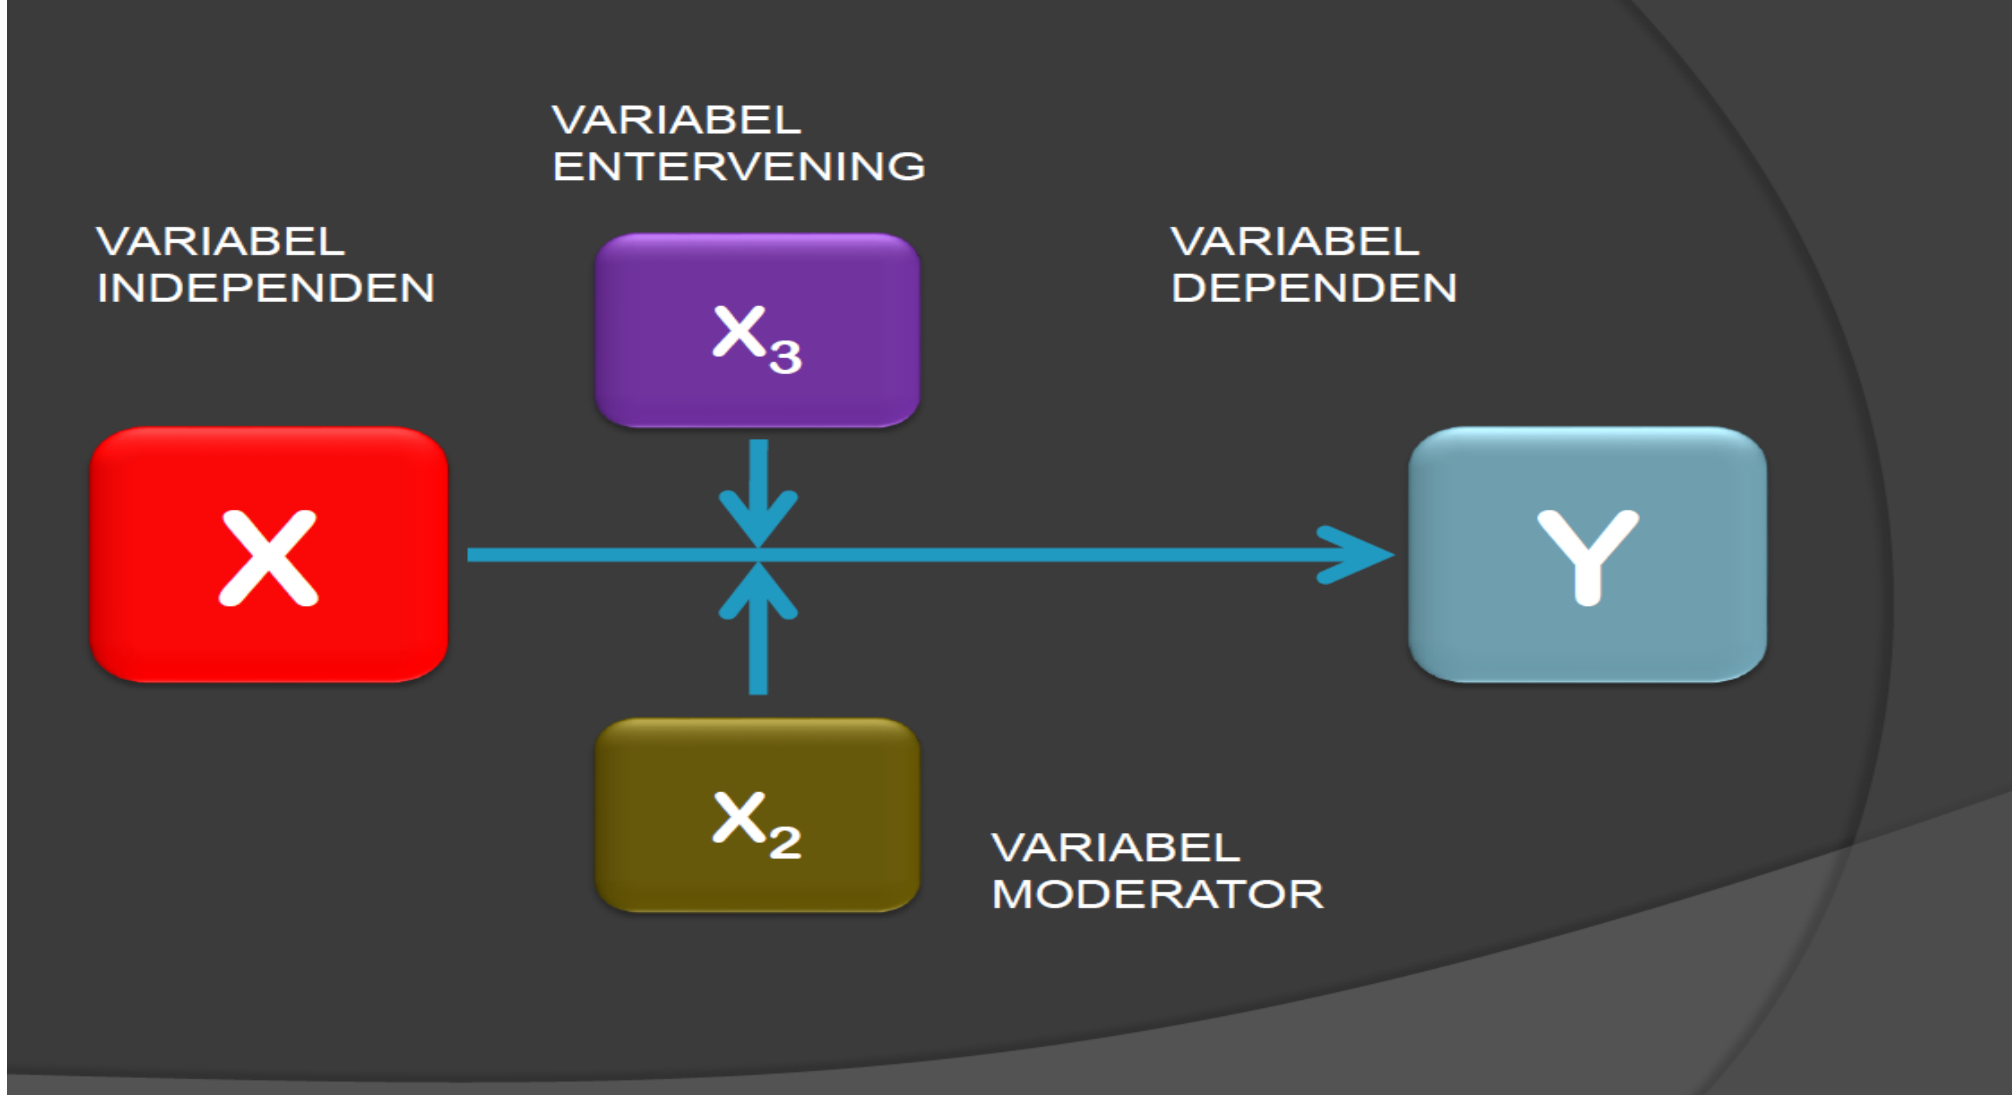 VARIABEL
ENTERVENING
VARIABEL
INDEPENDEN
VARIABEL
DEPENDEN
X₃
X
Y
X₂
VARIABEL
MODERATOR